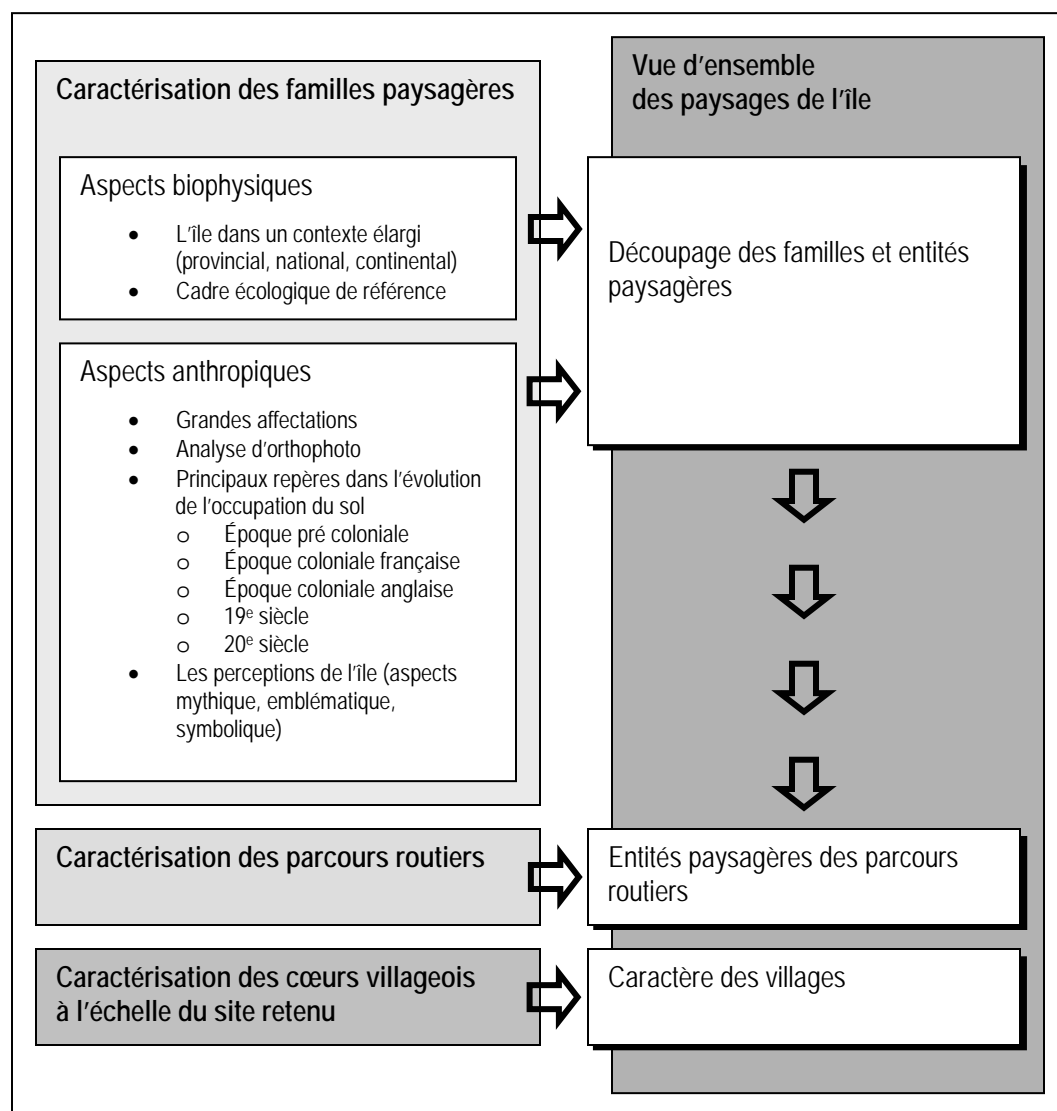 Caractérisation des familles paysagères
Aspects biophysiques
• L'île dans un contexte élargi
(provincial, national, continental)
• Cadre écologique de référence
Aspects anthropiques
• Grandes affectations
• Analyse d'orthophoto
• Principaux repères dans l'évolution
de l'occupation du sol
o Époque pré coloniale
o Époque coloniale française
o Époque coloniale anglaise
o 19e siècle
o 20e siècle
• Les perceptions de l'île (aspects
mythique, emblématique,
symbolique)
Vue d'ensemble
des paysages de l'île
Découpage des familles et entités
paysagères
Caractérisation des parcours routiers
Entités paysagères des parcours
routiers
Caractérisation des cœurs villageois
à l'échelle du site retenu
Caractère des villages